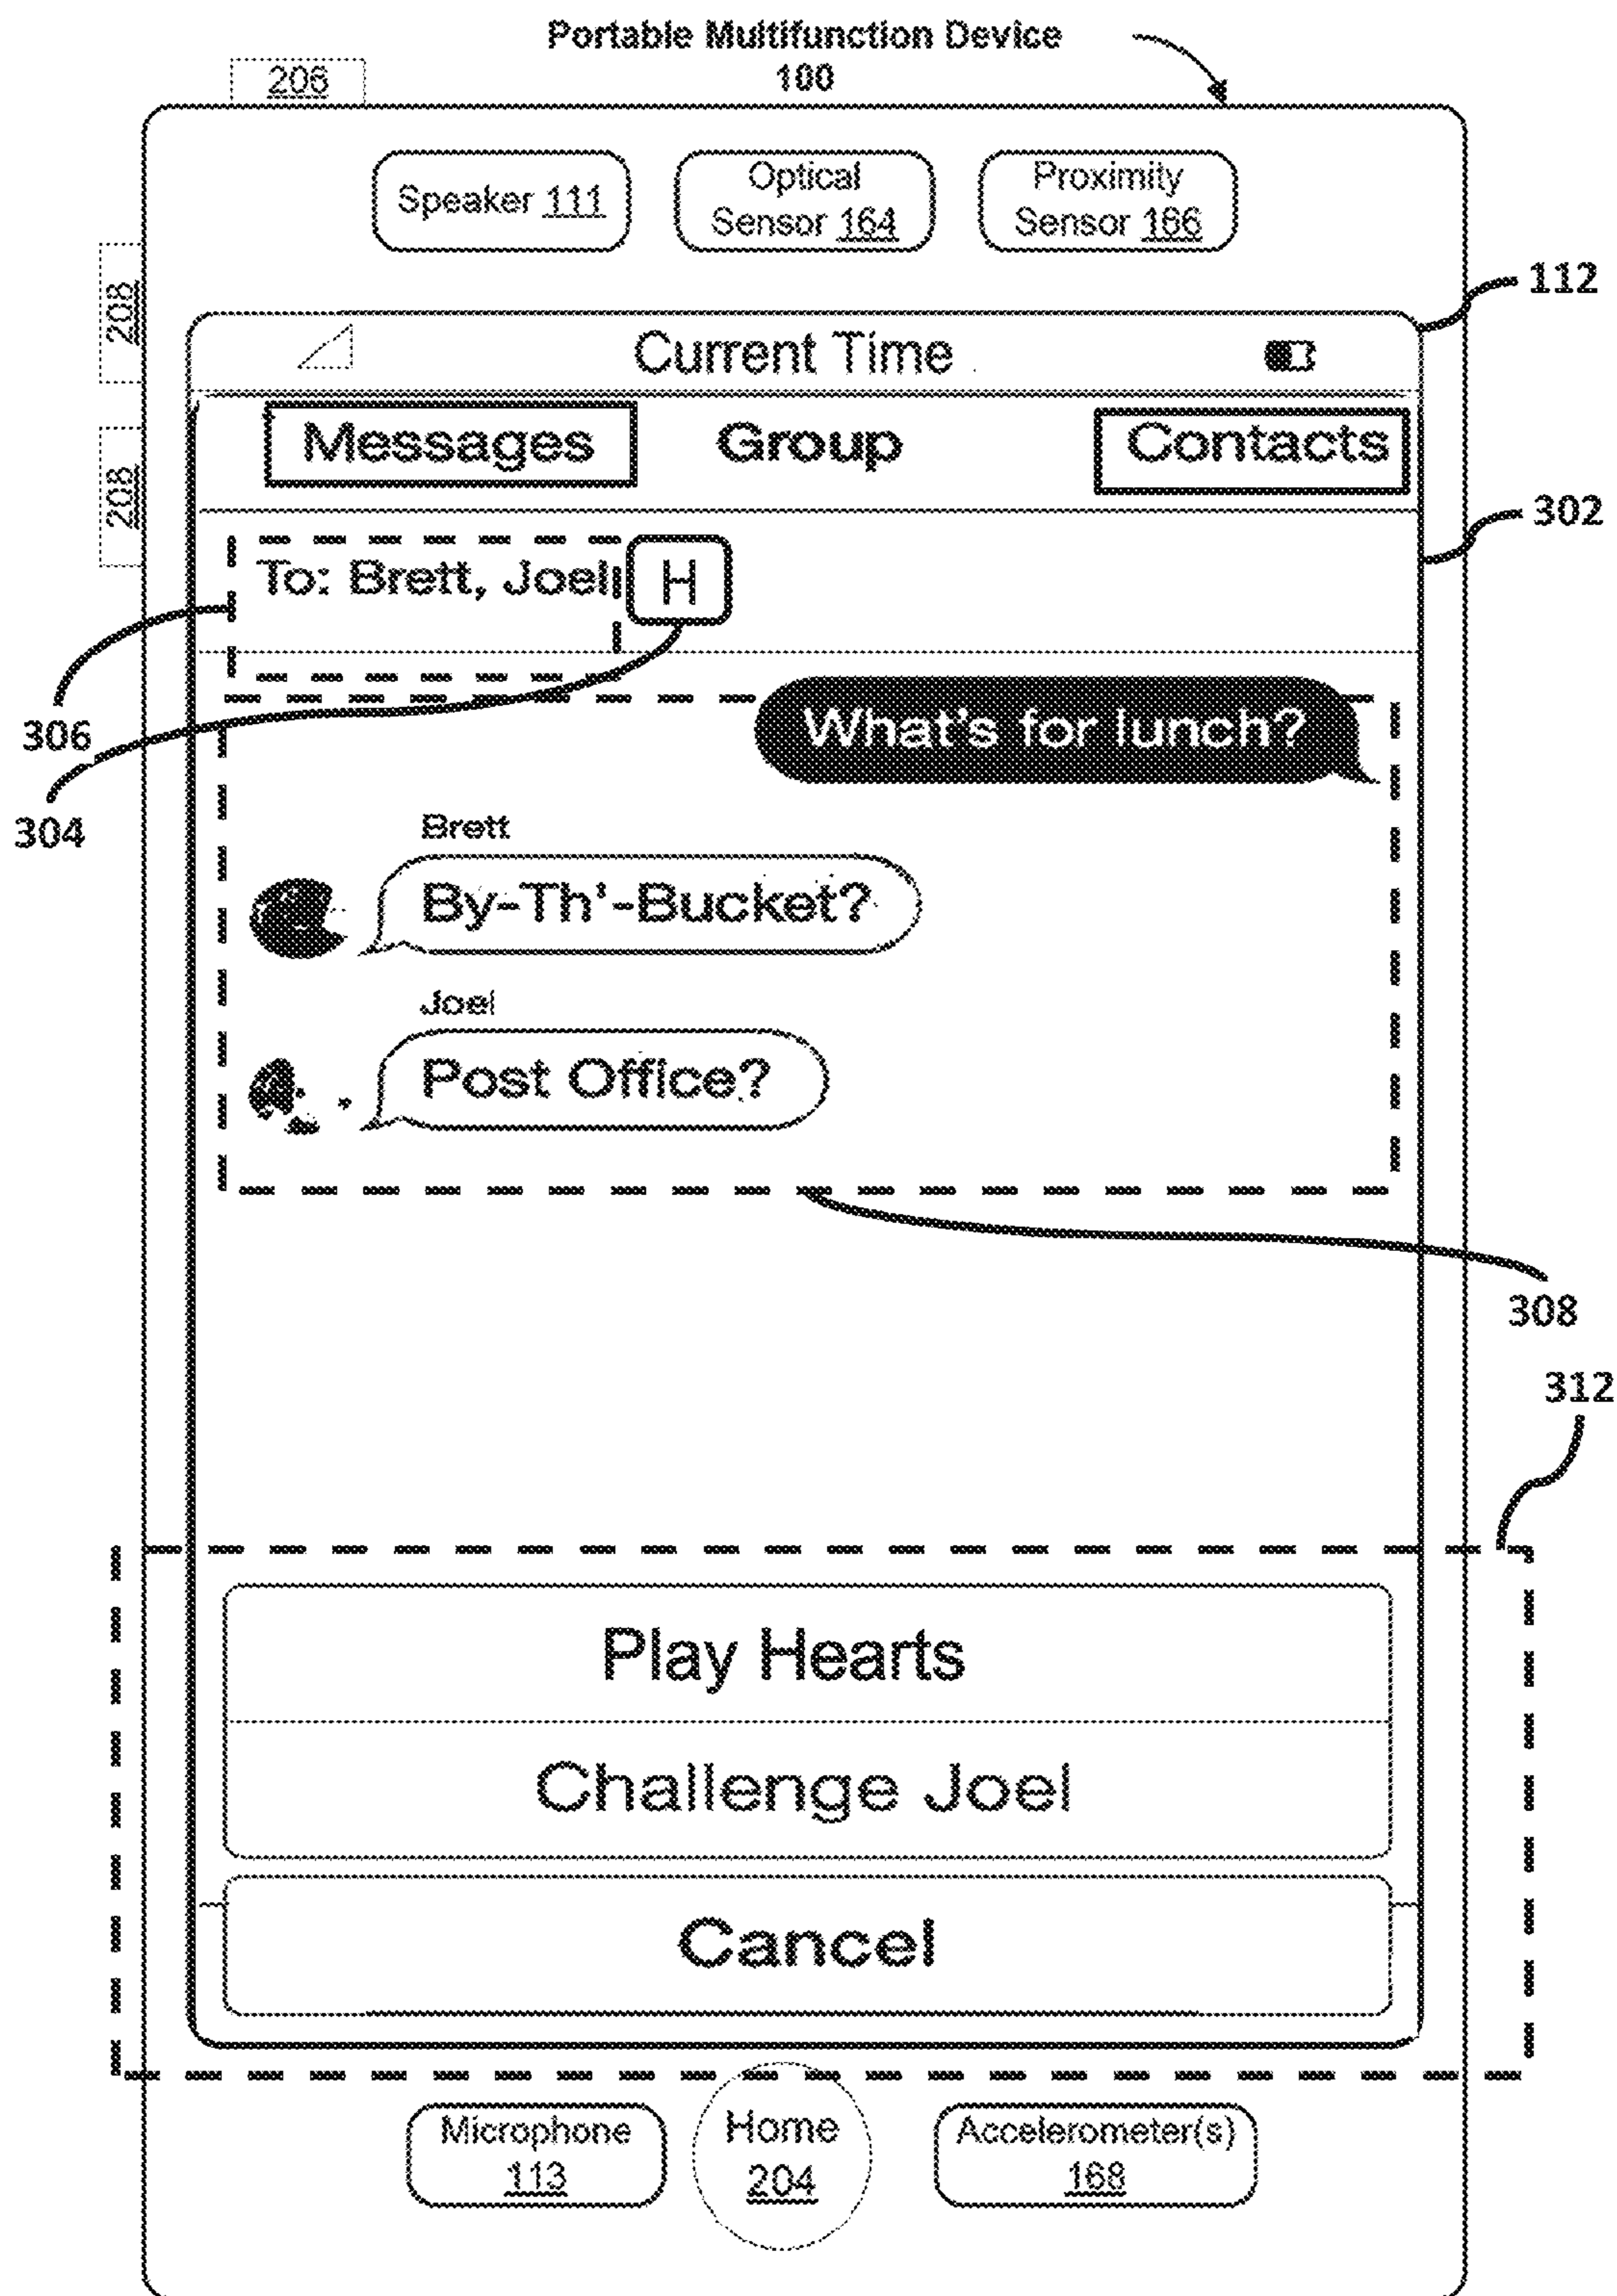 Portable Multifunction Device
100
206
Speaker 111
Optical
Sensor 164
Proximity
Sensor 166
112
208
Current Time
Messages Group Contacts
208
302
To: Brett, Joel H
306
What's for lunch?
304
Brett
By-Th'-Bucket?
Joel
Post Office?
308
312
Play Hearts
Challenge Joel
Cancel
Microphone
113
Home
204
Accelerometer(s)
168